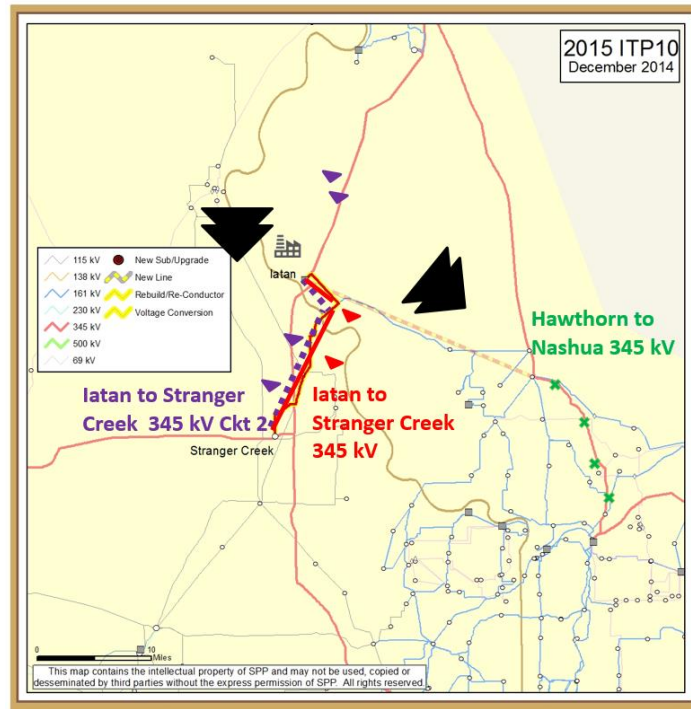 2015 ITP10
December 2014
Iatan
115 kV
138 kV
161 kV
230 kV
345 kV
500 kV
69 kV
New Sub/Upgrade
New Line
Rebuild/Re-Conductor
Voltage Conversion
Hawthorn to
Nashua 345 kV
Iatan to Stranger
Creek 345 kV Ckt 2
Iatan to
Stranger Creek
345 kV
Stranger Creek
0
10
Miles
This map contains the intellectual property of SPP and may not be used, copied or
desseminated by third parties without the express permission of SPP. All rights reserved.